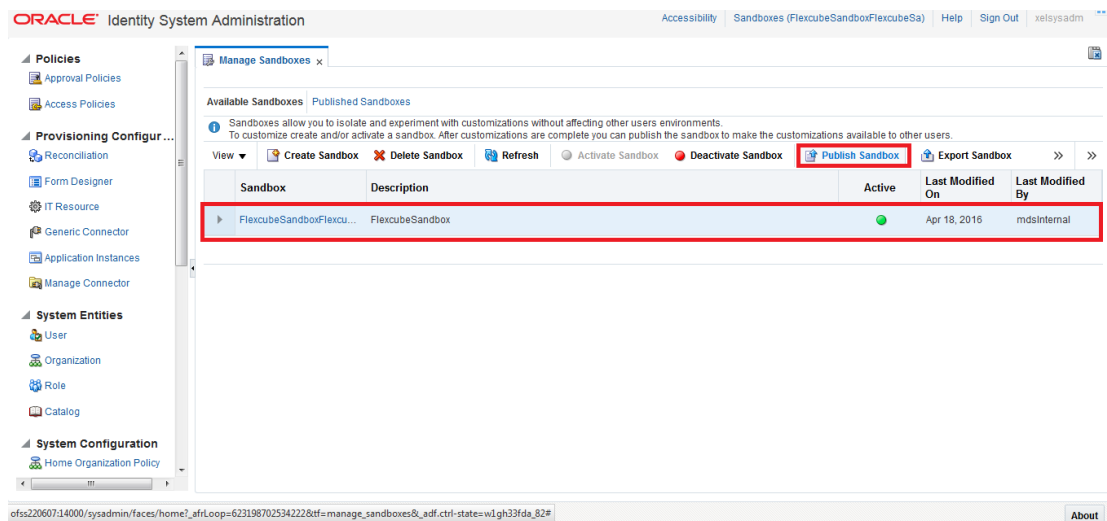 ORACLE Identity System Administration
Accessibility Sandboxes (FlexcubeSandboxFlexcubeSa) Help Sign Out xelsysadm
Policies
Approval Policies
Access Policies
Provisioning Configur...
Reconciliation
Form Designer
IT Resource
Generic Connector
Application Instances
Manage Connector
System Entities
User
Organization
Role
Catalog
System Configuration
Home Organization Policy
Manage Sandboxes x
Available Sandboxes Published Sandboxes
Sandboxes allow you to isolate and experiment with customizations without affecting other users environments.
To customize create and/or activate a sandbox. After customizations are complete you can publish the sandbox to make the customizations available to other users.
View Create Sandbox Delete Sandbox Refresh Activate Sandbox Deactivate Sandbox Publish Sandbox Export Sandbox » »
Sandbox Description Active Last Modified On Last Modified By
FlexcubeSandboxFlexcu... FlexcubeSandbox Apr 18, 2016 mdsInternal
ofss220607:14000/sysadmin/faces/home?_afrLoop=623198702534222&tf=manage_sandboxes&_adf.ctrl-state=w1gh33fda_82#
About